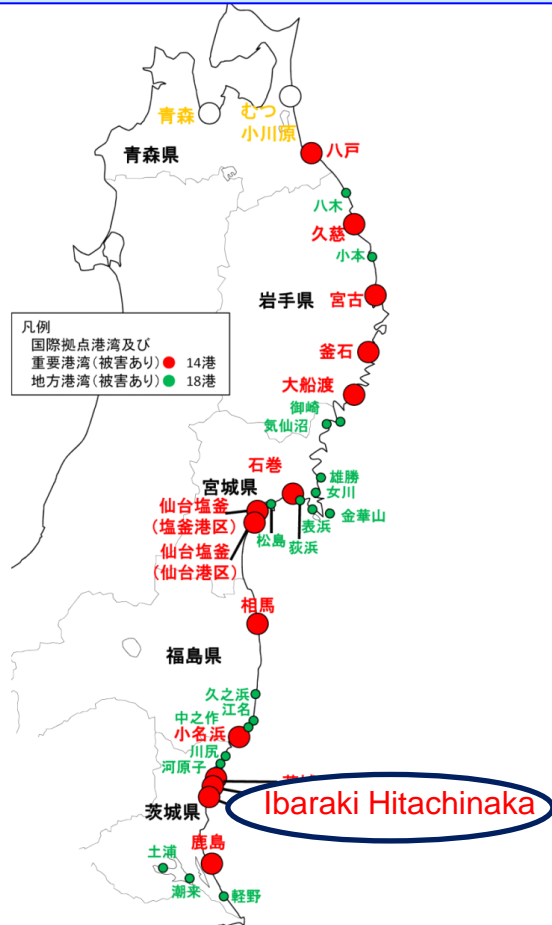 青森
むつ
小川原
青森県
八戸
八木
久慈
小本
岩手県
宮古
凡例
国際拠点港湾及び
重要港湾(被害あり) 14港
地方港湾(被害あり) 18港
釜石
大船渡
御崎
気仙沼
石巻
雄勝
女川
宮城県
仙台塩釜
(塩釜港区)
金華山
表浜
松島
荻浜
仙台塩釜
(仙台港区)
相馬
福島県
久之浜
江名
中之作
小名浜
川尻
河原子
Ibaraki Hitachinaka
茨城県
鹿島
土浦
潮来
軽野